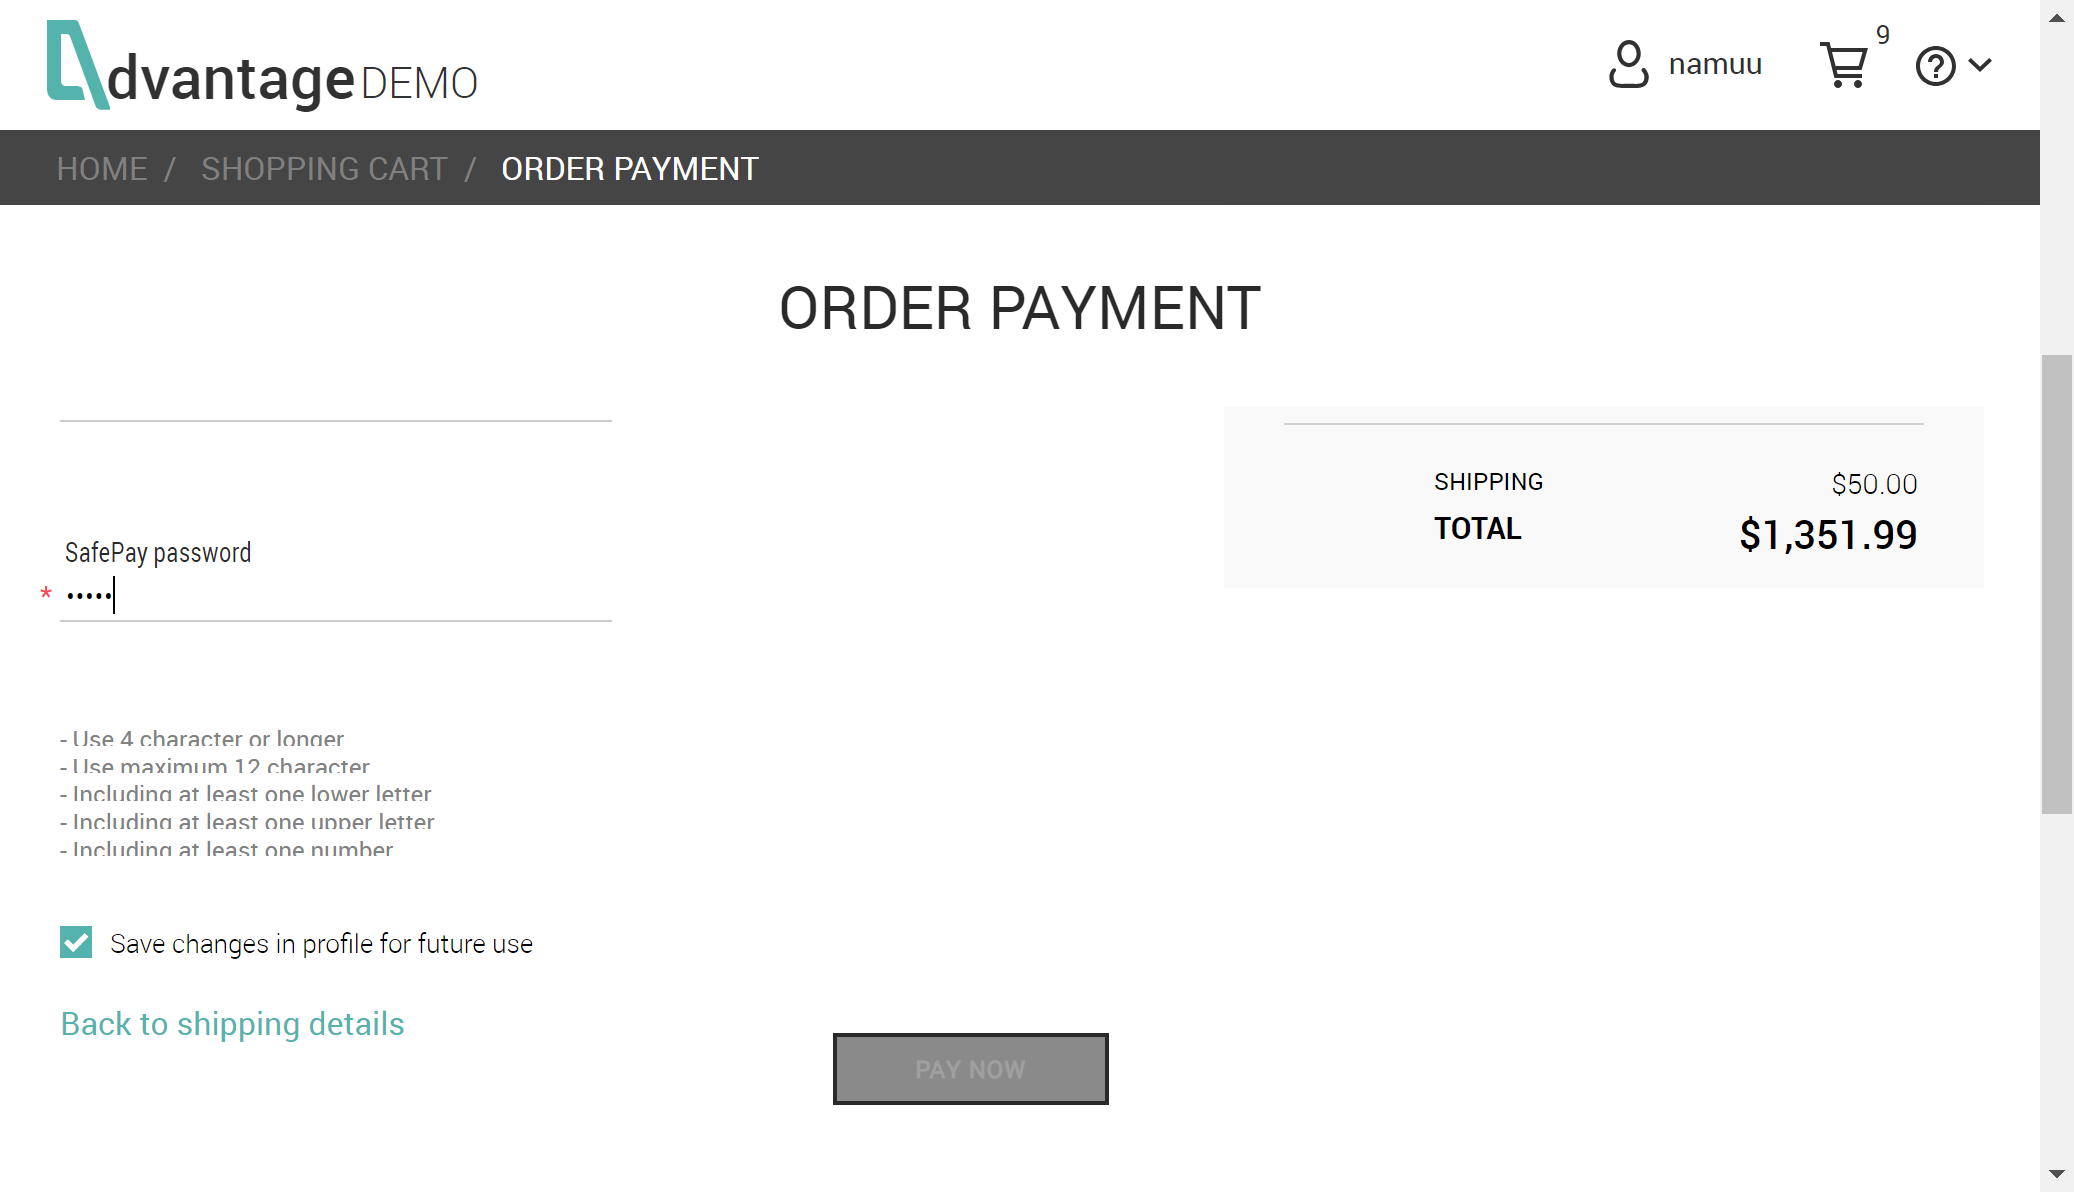 dvantage DEMO
namuu
9
HOME / SHOPPING CART / ORDER PAYMENT
ORDER PAYMENT
SHIPPING $50.00
TOTAL $1,351.99
SafePay password
* •••••
- Use 4 character or longer
- Use maximum 12 character
- Including at least one lower letter
- Including at least one upper letter
- Including at least one number
Save changes in profile for future use
Back to shipping details
PAY NOW